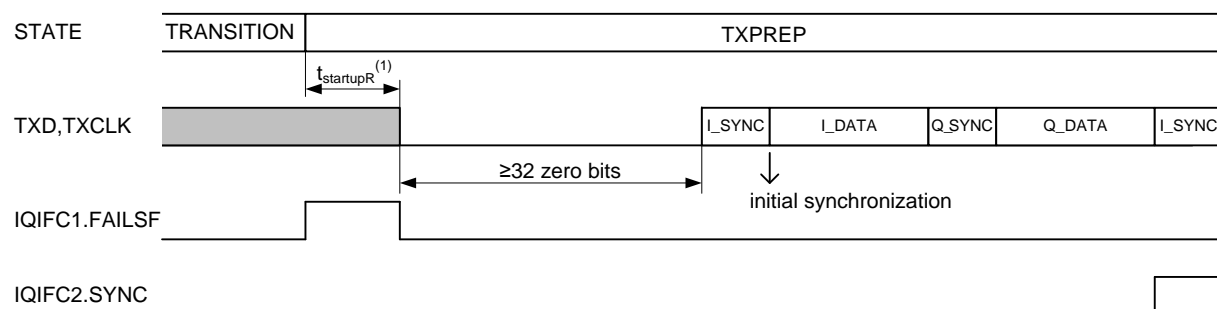 STATE TRANSITION TXPREP
tstartupR(1)
TXD,TXCLK I_SYNC I_DATA Q_SYNC Q_DATA I_SYNC
≥32 zero bits
initial synchronization
IQIFC1.FAILSF
IQIFC2.SYNC